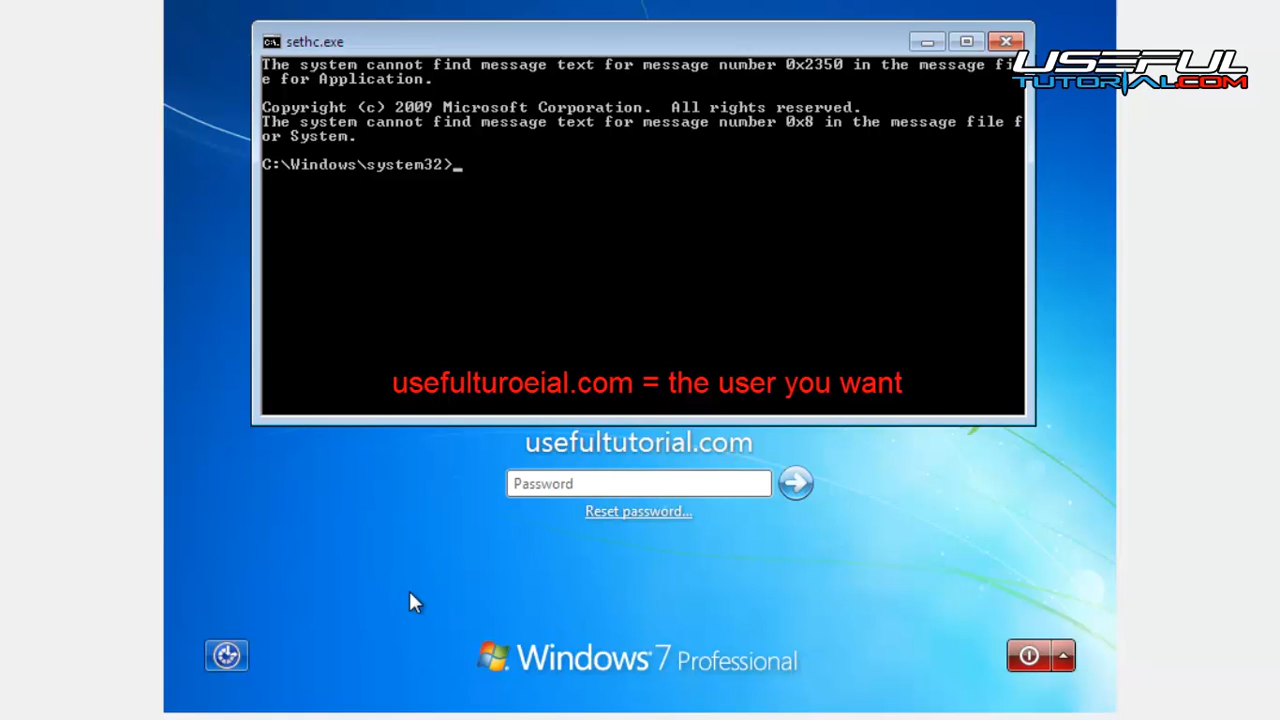 sethc.exe
USEFUL
TUTORIAL.COM
The system cannot find message text for message number 0x2350 in the message fi
e for Application.
Copyright (c) 2009 Microsoft Corporation. All rights reserved.
The system cannot find message text for message number 0x8 in the message file f
or System.
C:\Windows\system32>_
usefulturoeial.com = the user you want
usefultutorial.com
Password
Reset password...
Windows 7 Professional